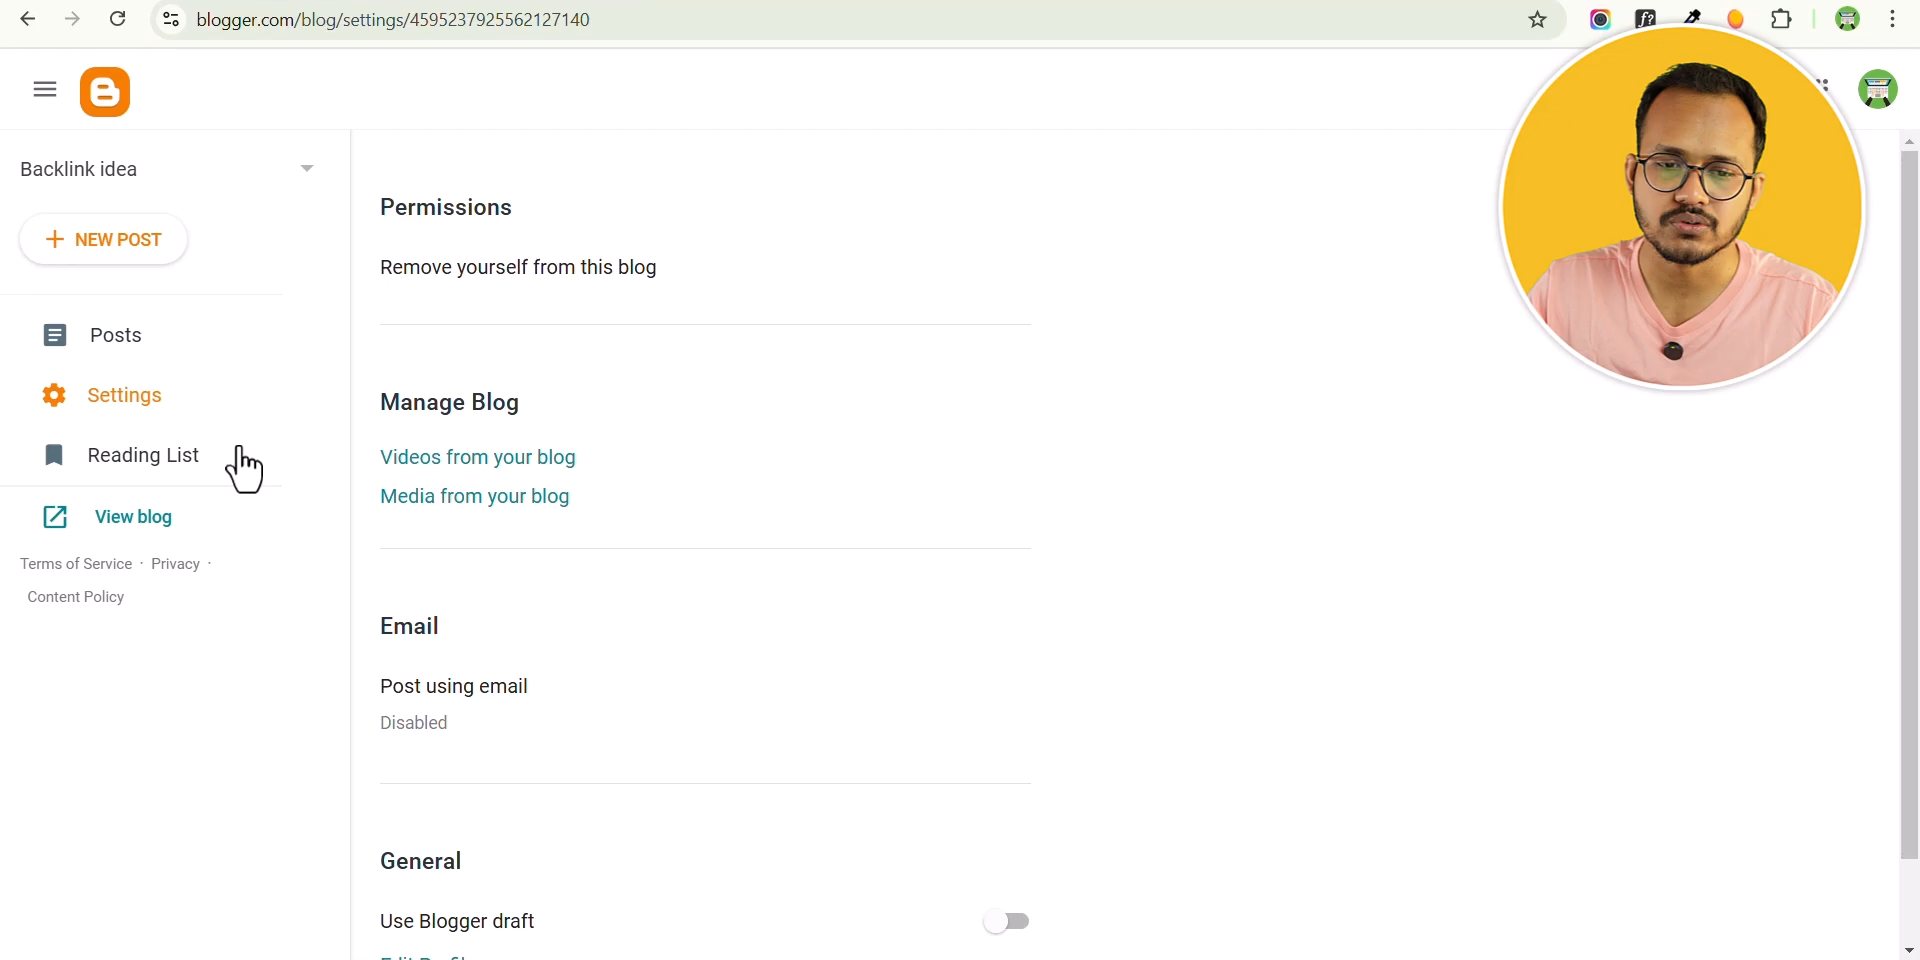 blogger.com/blog/settings/4595237925562127140
f?
Backlink idea
NEW POST
Posts
Settings
Reading List
View blog
Terms of Service · Privacy ·
Content Policy
Permissions
Remove yourself from this blog
Manage Blog
Videos from your blog
Media from your blog
Email
Post using email
Disabled
General
Use Blogger draft